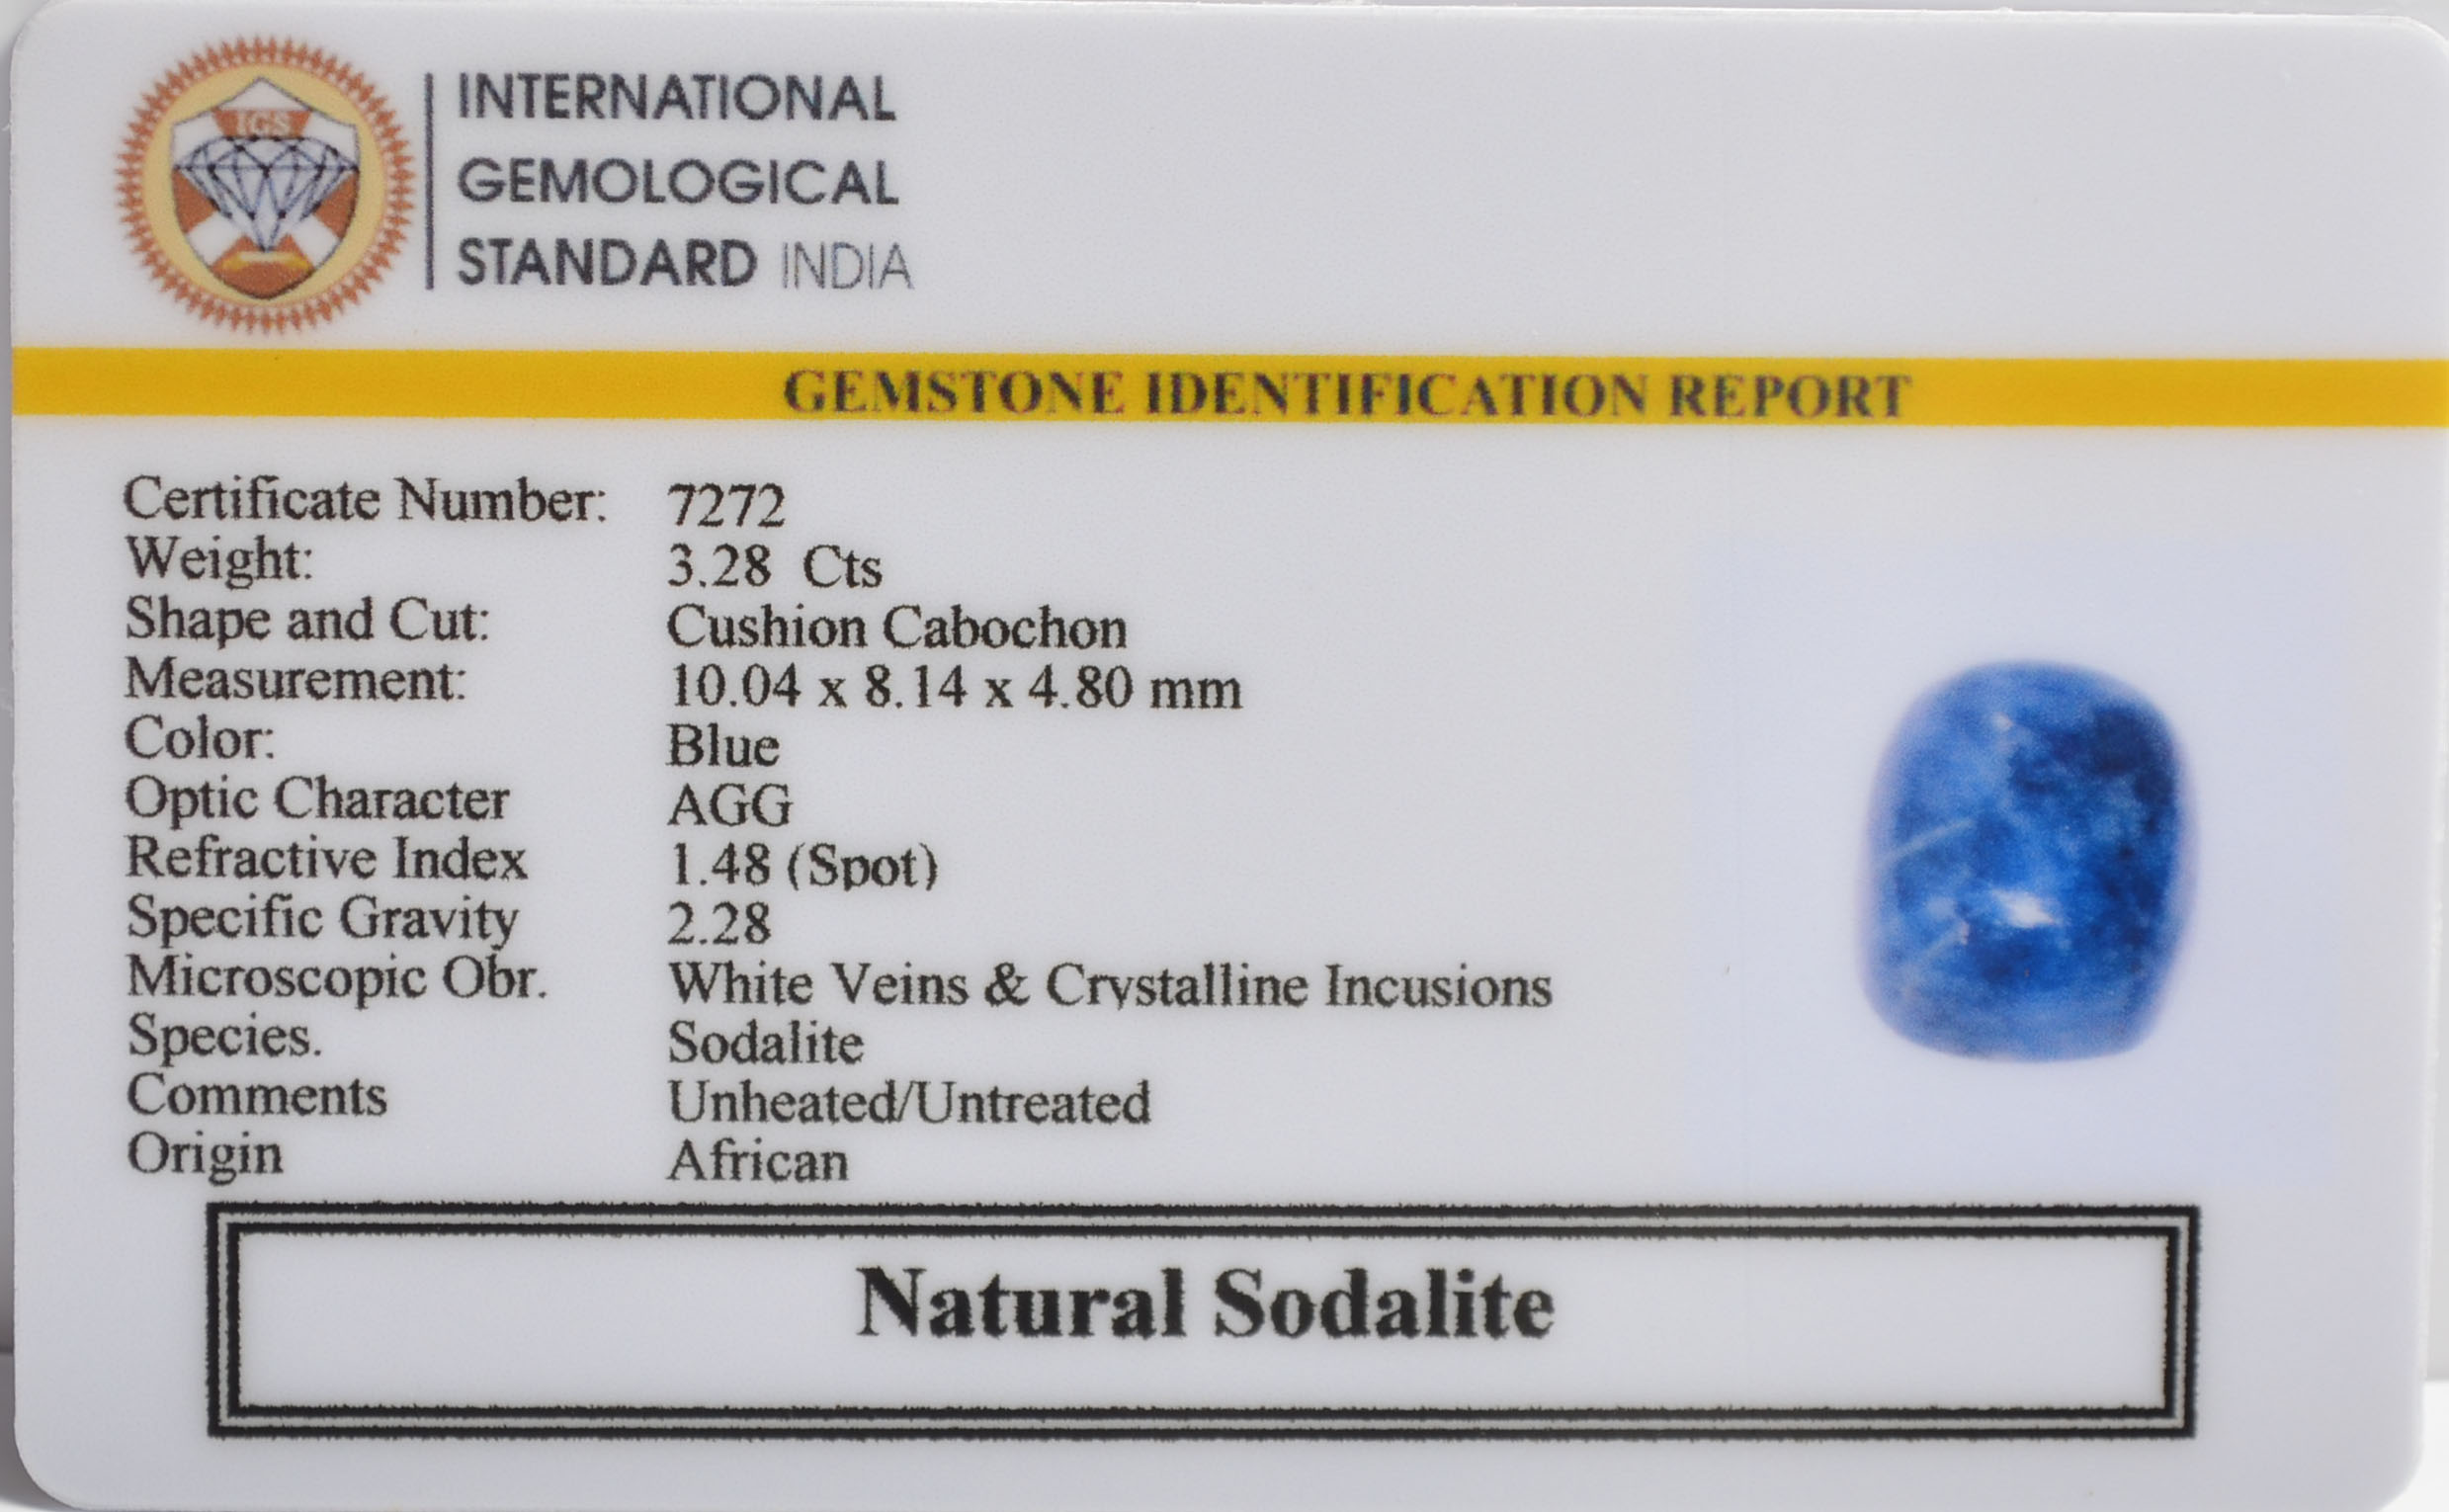 IGS
INTERNATIONAL
GEMOLOGICAL
STANDARD INDIA
GEMSTONE IDENTIFICATION REPORT
Certificate Number: 7272
Weight: 3.28 Cts
Shape and Cut: Cushion Cabochon
Measurement: 10.04 x 8.14 x 4.80 mm
Color: Blue
Optic Character AGG
Refractive Index 1.48 (Spot)
Specific Gravity 2.28
Microscopic Obr. White Veins & Crystalline Incusions
Species. Sodalite
Comments Unheated/Untreated
Origin African
Natural Sodalite